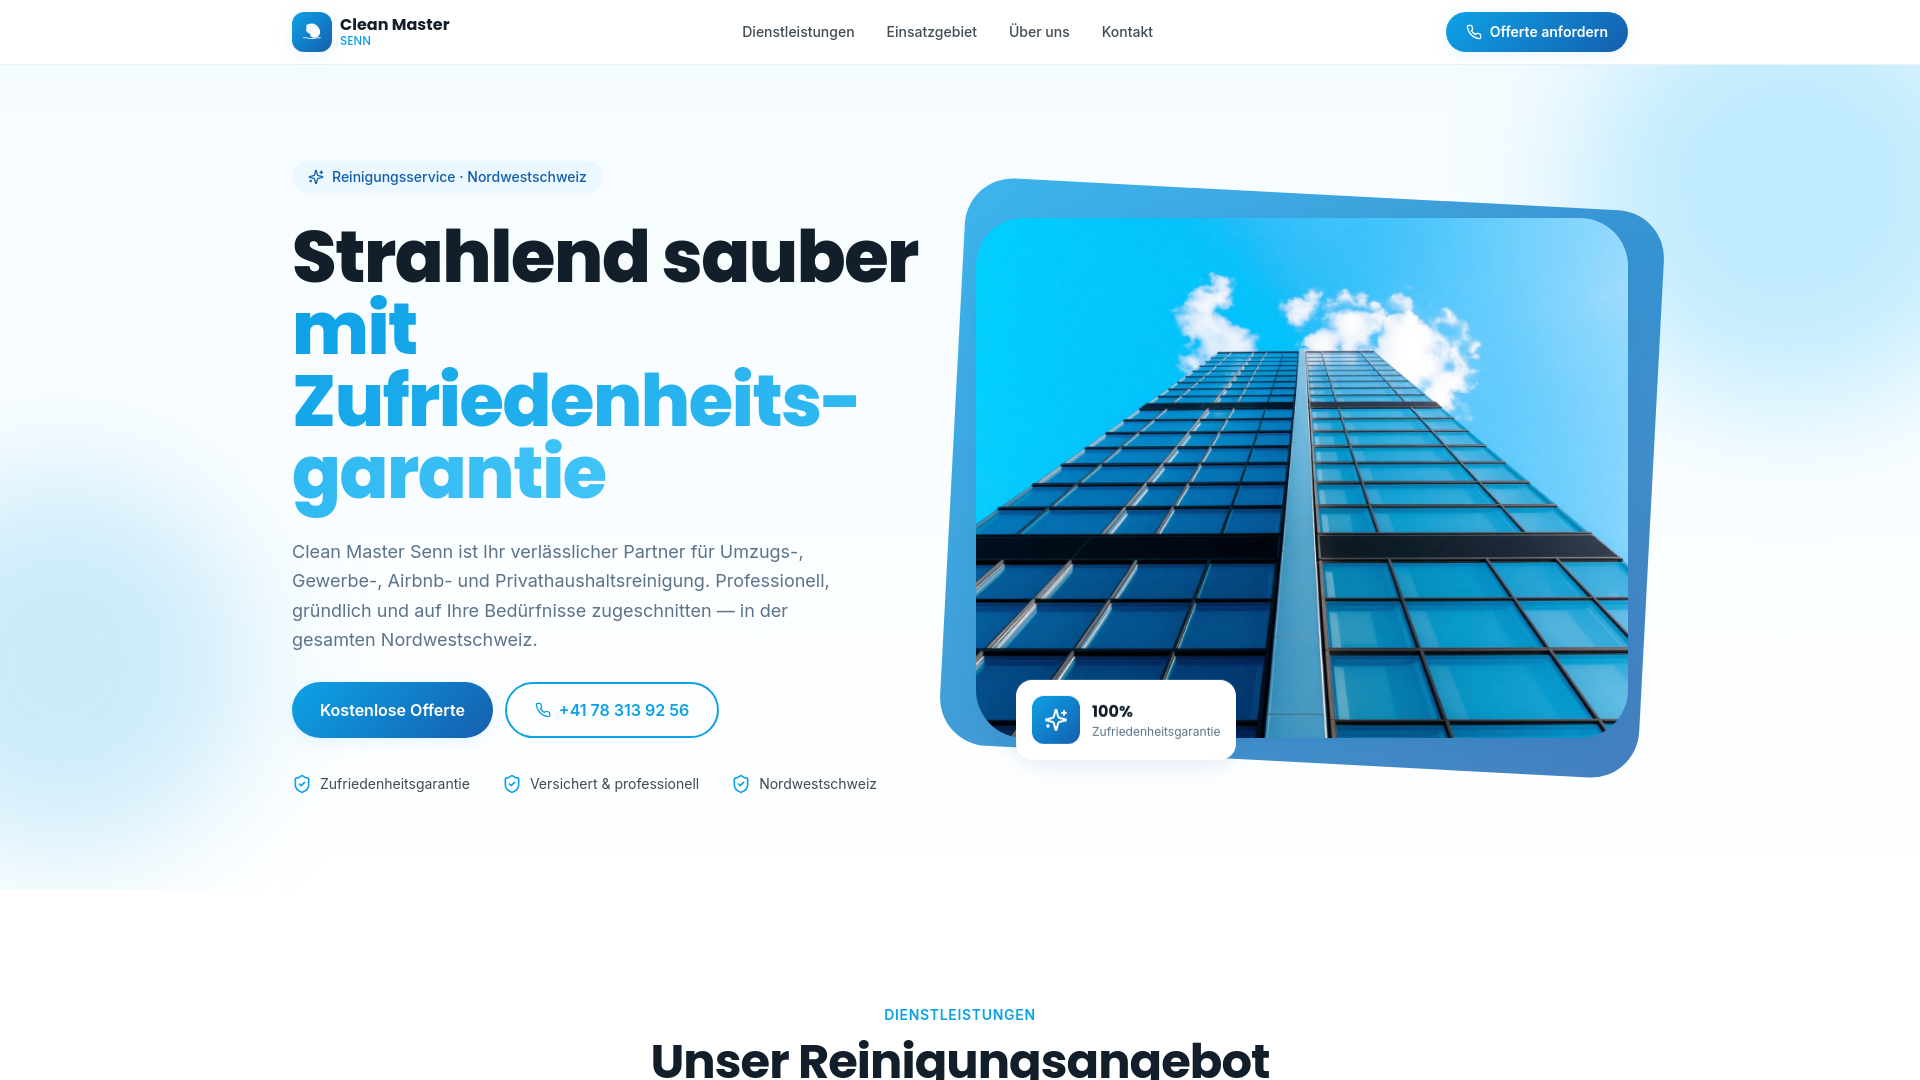 Clean Master
SENN
Dienstleistungen
Einsatzgebiet
Über uns
Kontakt
Offerte anfordern
Reinigungsservice · Nordwestschweiz
Strahlend sauber
mit
Zufriedenheits-
garantie
Clean Master Senn ist Ihr verlässlicher Partner für Umzugs-,
Gewerbe-, Airbnb- und Privathaushaltsreinigung. Professionell,
gründlich und auf Ihre Bedürfnisse zugeschnitten — in der
gesamten Nordwestschweiz.
Kostenlose Offerte
+41 78 313 92 56
Zufriedenheitsgarantie
Versichert & professionell
Nordwestschweiz
100%
Zufriedenheitsgarantie
DIENSTLEISTUNGEN
Unser Reinigungsangebot